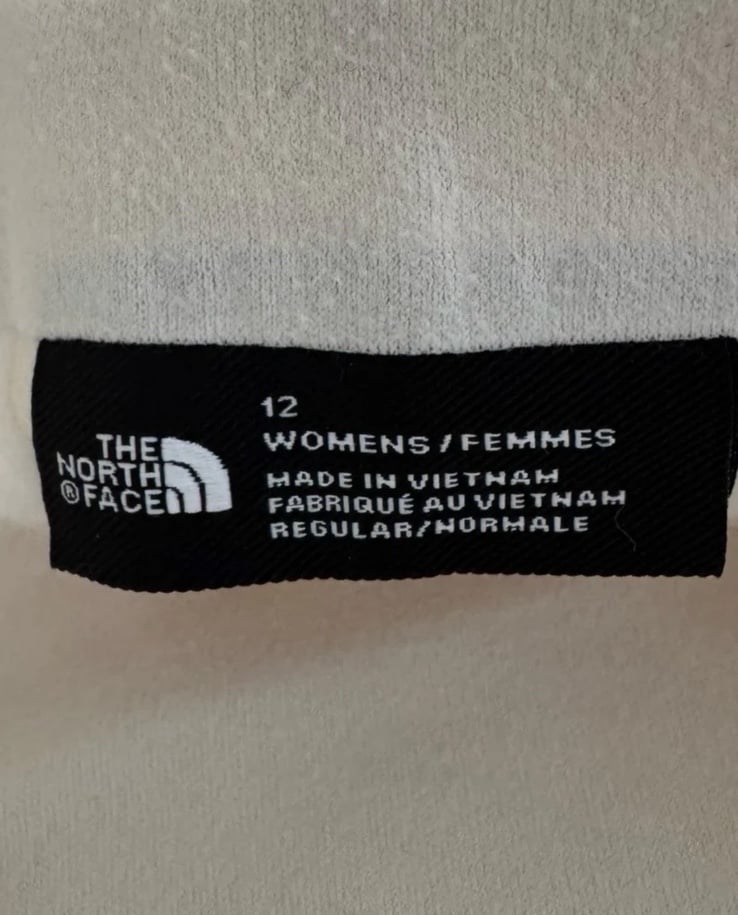 THE
NORTH
®FACE
12
WOMENS / FEMMES
MADE IN VIETNAM
FABRIQUÉ AU VIETNAM
REGULAR/NORMALE